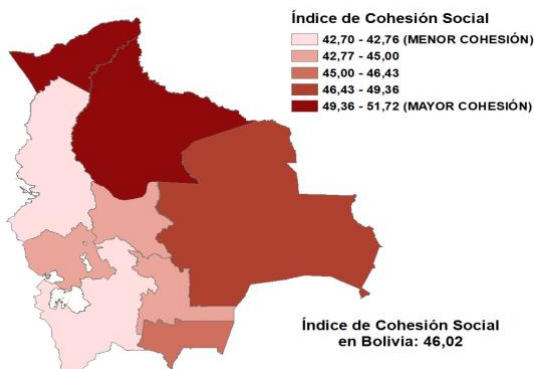 Índice de Cohesión Social
42,70 - 42,76 (MENOR COHESIÓN)
42,77 - 45,00
45,00 - 46,43
46,43 - 49,36
49,36 - 51,72 (MAYOR COHESIÓN)
Índice de Cohesión Social
en Bolivia: 46,02